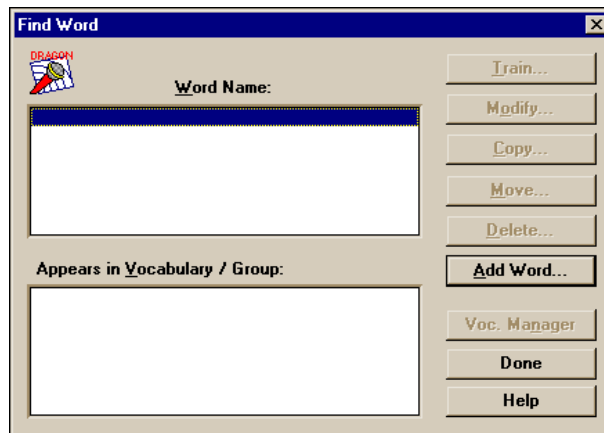 Find Word
DRAGON
Word Name:
Train...
Modify...
Copy...
Move...
Delete...
Appears in Vocabulary / Group:
Add Word...
Voc. Manager
Done
Help